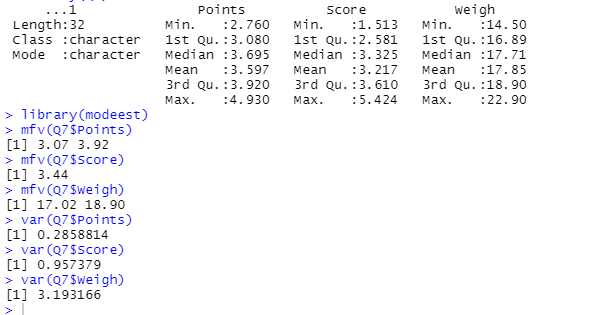 ...1 Points Score Weigh
Length:32 Min. :2.760 Min. :1.513 Min. :14.50
Class :character 1st Qu.:3.080 1st Qu.:2.581 1st Qu.:16.89
Mode :character Median :3.695 Median :3.325 Median :17.71
Mean :3.597 Mean :3.217 Mean :17.85
3rd Qu.:3.920 3rd Qu.:3.610 3rd Qu.:18.90
Max. :4.930 Max. :5.424 Max. :22.90
> library(modeest)
> mfv(Q7$Points)
[1] 3.07 3.92
> mfv(Q7$Score)
[1] 3.44
> mfv(Q7$Weigh)
[1] 17.02 18.90
> var(Q7$Points)
[1] 0.2858814
> var(Q7$Score)
[1] 0.957379
> var(Q7$Weigh)
[1] 3.193166
>